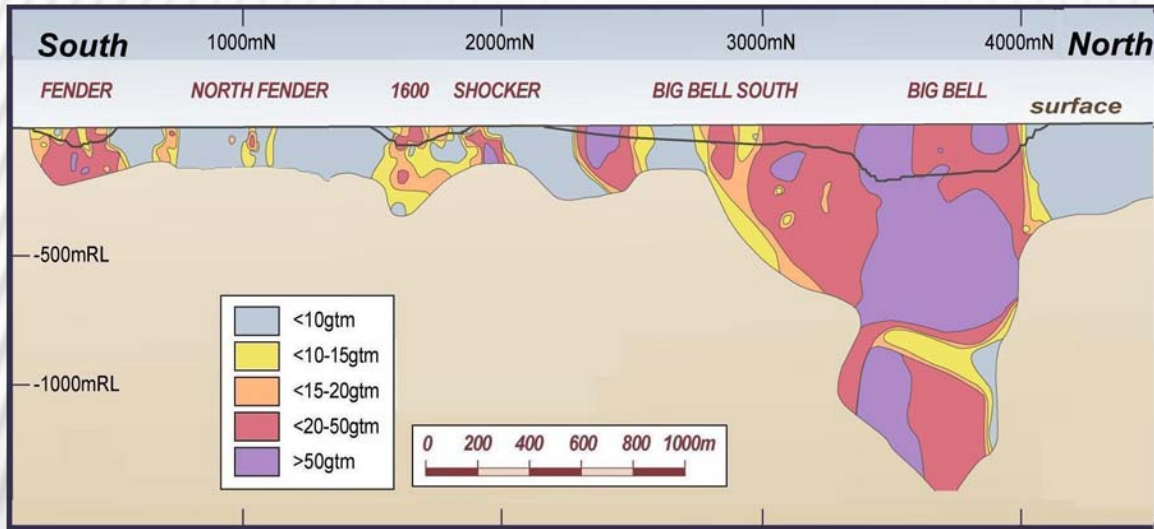 South 1000mN 2000mN 3000mN 4000mN North
FENDER NORTH FENDER 1600 SHOCKER BIG BELL SOUTH BIG BELL
surface
-500mRL
<10gtm
<10-15gtm
-1000mRL
<15-20gtm
<20-50gtm
>50gtm
0 200 400 600 800 1000m